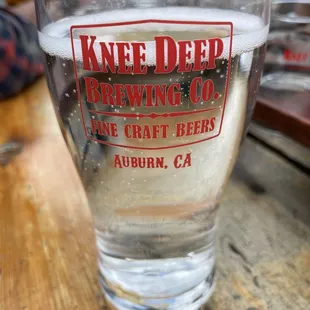 KNEE DEEP
BREWING CO.
FINE CRAFT BEERS
AUBURN, CA